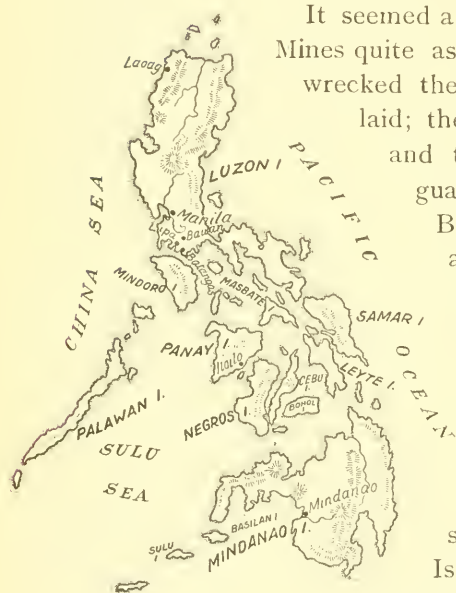 It seemed a
Mines quite as
wrecked the
laid; the
and t
gua
B
a
s
Is
Laoag
LUZON I
PACIFIC
OCEAN
CHINA SEA
Manila
Bauan
Lipa
Batangas
MINDORO I
MASBATE
SAMAR I
PANAY I.
Iloilo
CEBU I.
LEYTE I.
NEGROS I.
BOHOL I
PALAWAN I.
SULU
SEA
Mindanao
BASILAN I
MINDANAO I.
SULU I